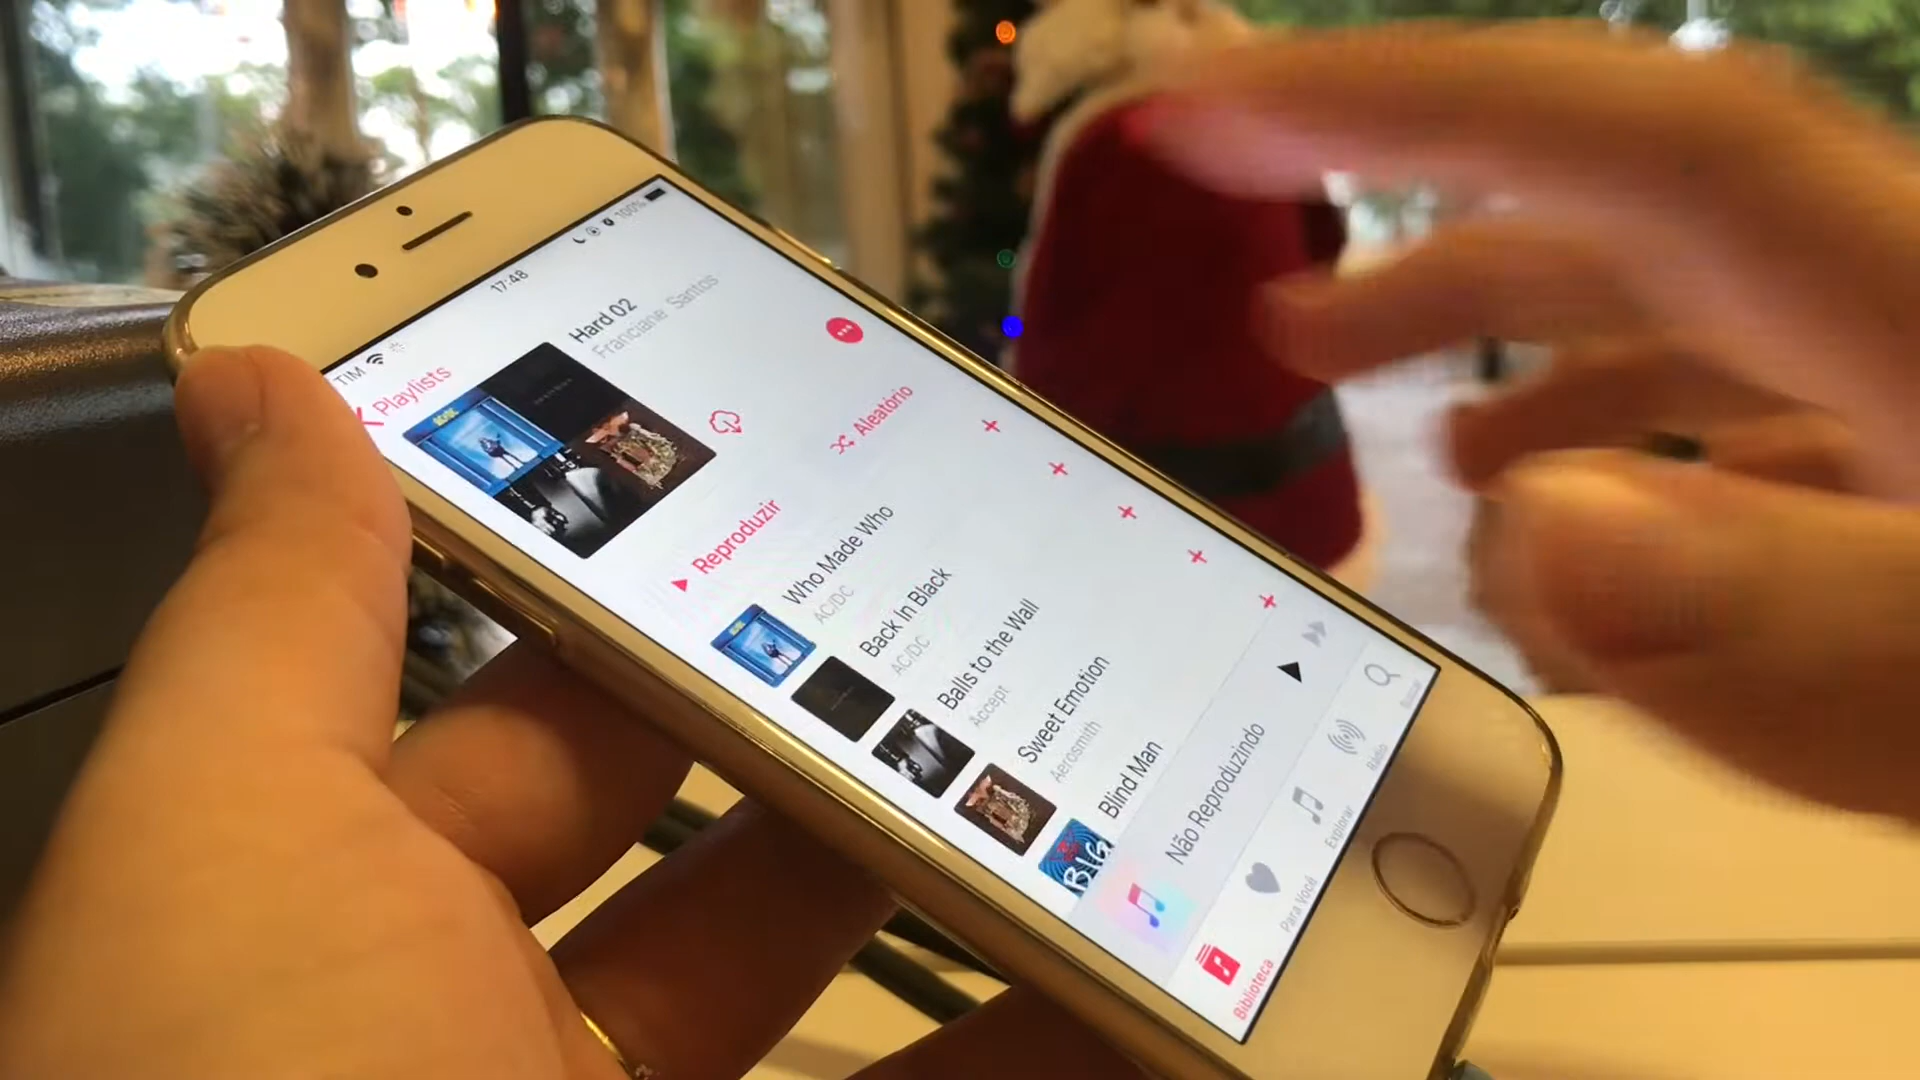 TIM
17:48
100%
Playlists
Hard 02
Franciane Santos
Reproduzir
Aleatório
Who Made Who
AC/DC
Back In Black
AC/DC
Balls to the Wall
Accept
Sweet Emotion
Aerosmith
Blind Man
BIG
Não Reproduzindo
Biblioteca
Para Você
Explorar
Rádio